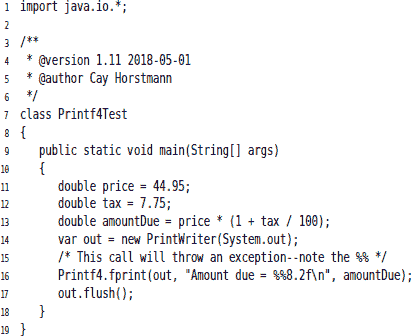 1 import java.io.*;
2
3 /**
4 * @version 1.11 2018-05-01
5 * @author Cay Horstmann
6 */
7 class Printf4Test
8 {
9 public static void main(String[] args)
10 {
11 double price = 44.95;
12 double tax = 7.75;
13 double amountDue = price * (1 + tax / 100);
14 var out = new PrintWriter(System.out);
15 /* This call will throw an exception--note the %% */
16 Printf4.fprint(out, "Amount due = %%8.2f\n", amountDue);
17 out.flush();
18 }
19 }